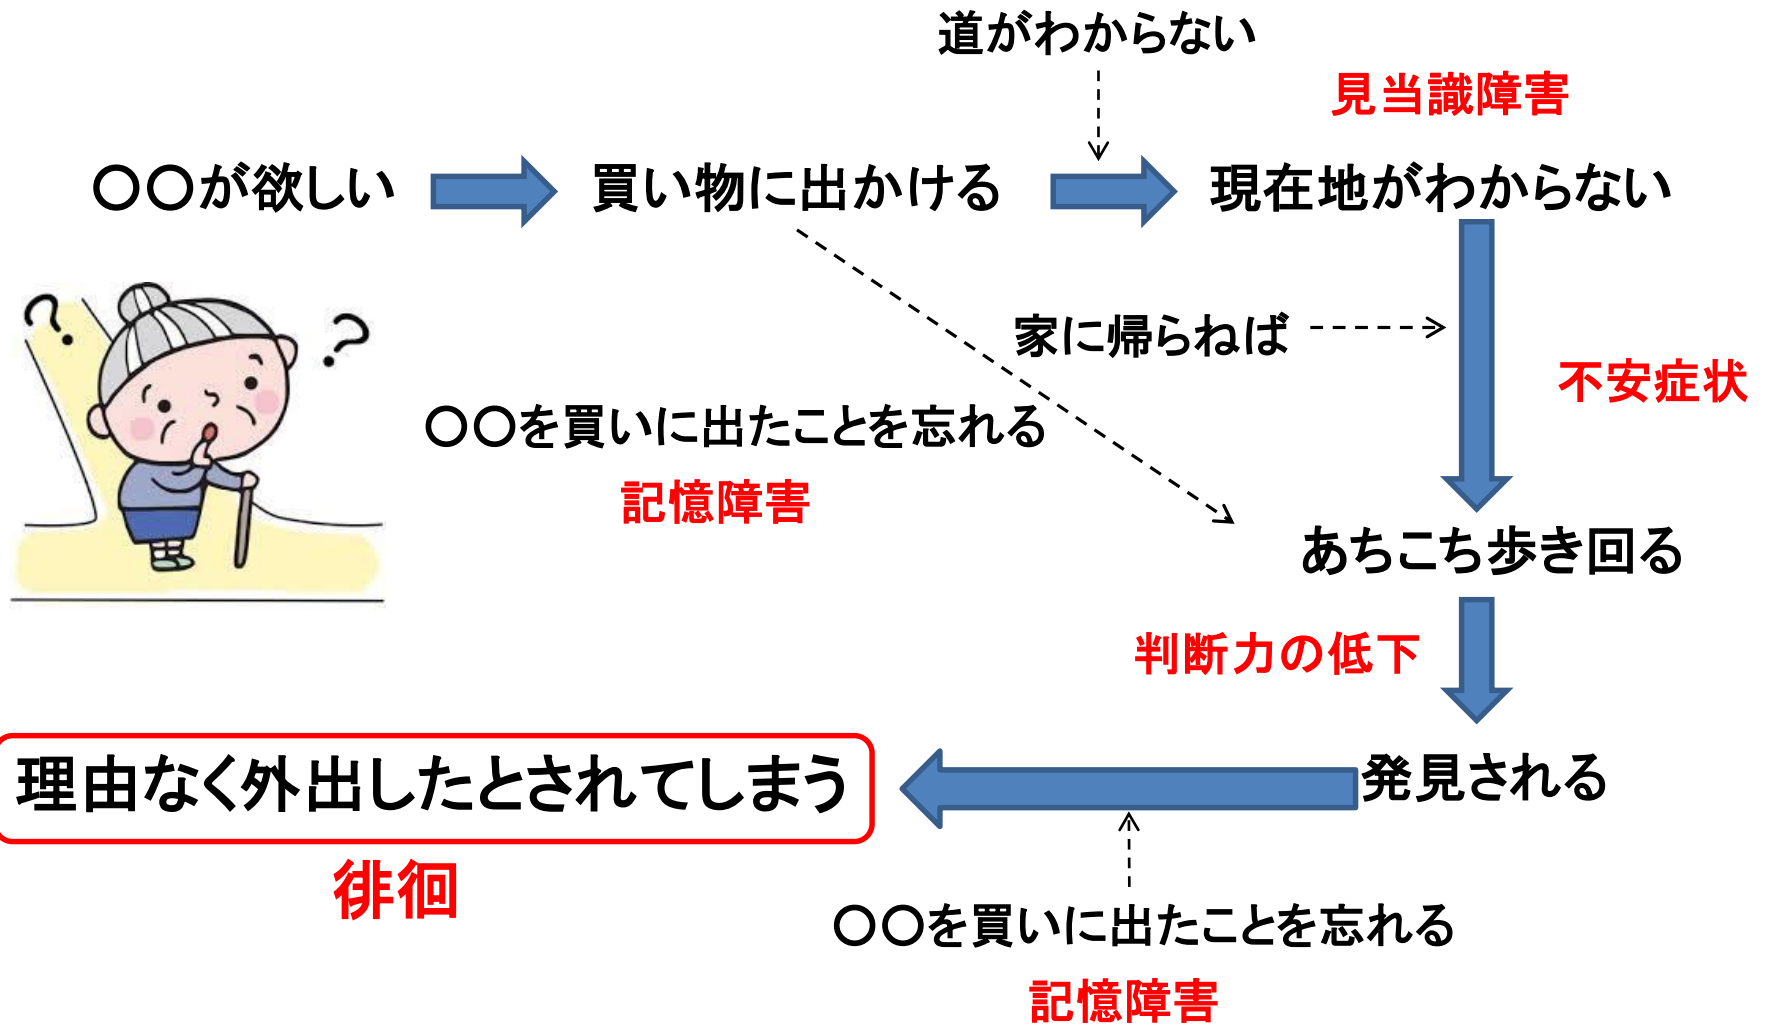 道がわからない
見当識障害
〇〇が欲しい
買い物に出かける
現在地がわからない
?
?
家に帰らねば
不安症状
〇〇を買いに出たことを忘れる
記憶障害
あちこち歩き回る
判断力の低下
発見される
理由なく外出したとされてしまう
徘徊
〇〇を買いに出たことを忘れる
記憶障害